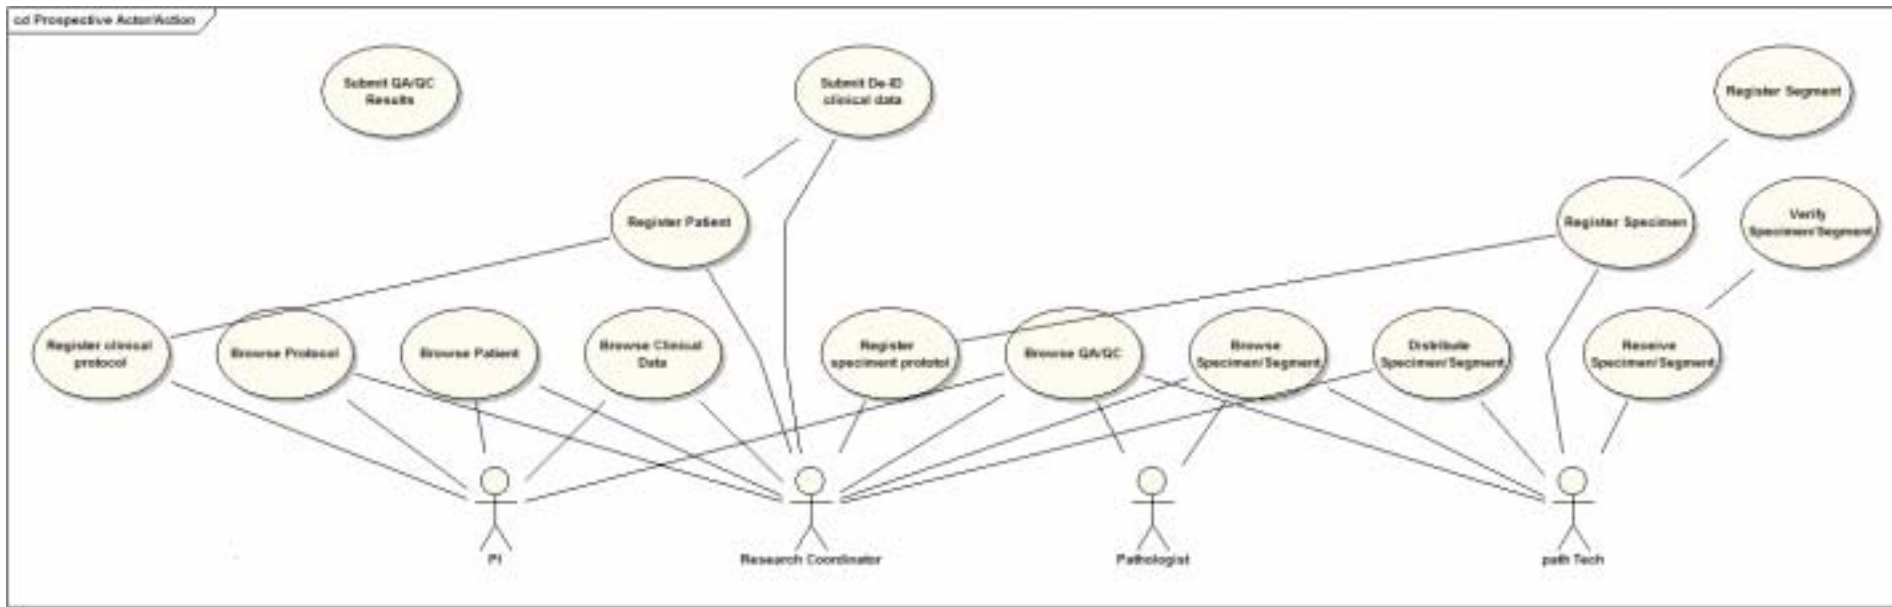 cd Prospective Actor/Action
Submit QA/QC
Results
Submit De-ID
clinical data
Register Segment
Register Patient
Register Specimen
Verify
Specimen/Segment
Register clinical
protocol
Browse Protocol
Browse Patient
Browse Clinical
Data
Register
speciment prototol
Browse QA/QC
Browse
Specimen/Segment
Distribute
Specimen/Segment
Receive
Specimen/Segment
PI
Research Coordinator
Pathologist
path Tech